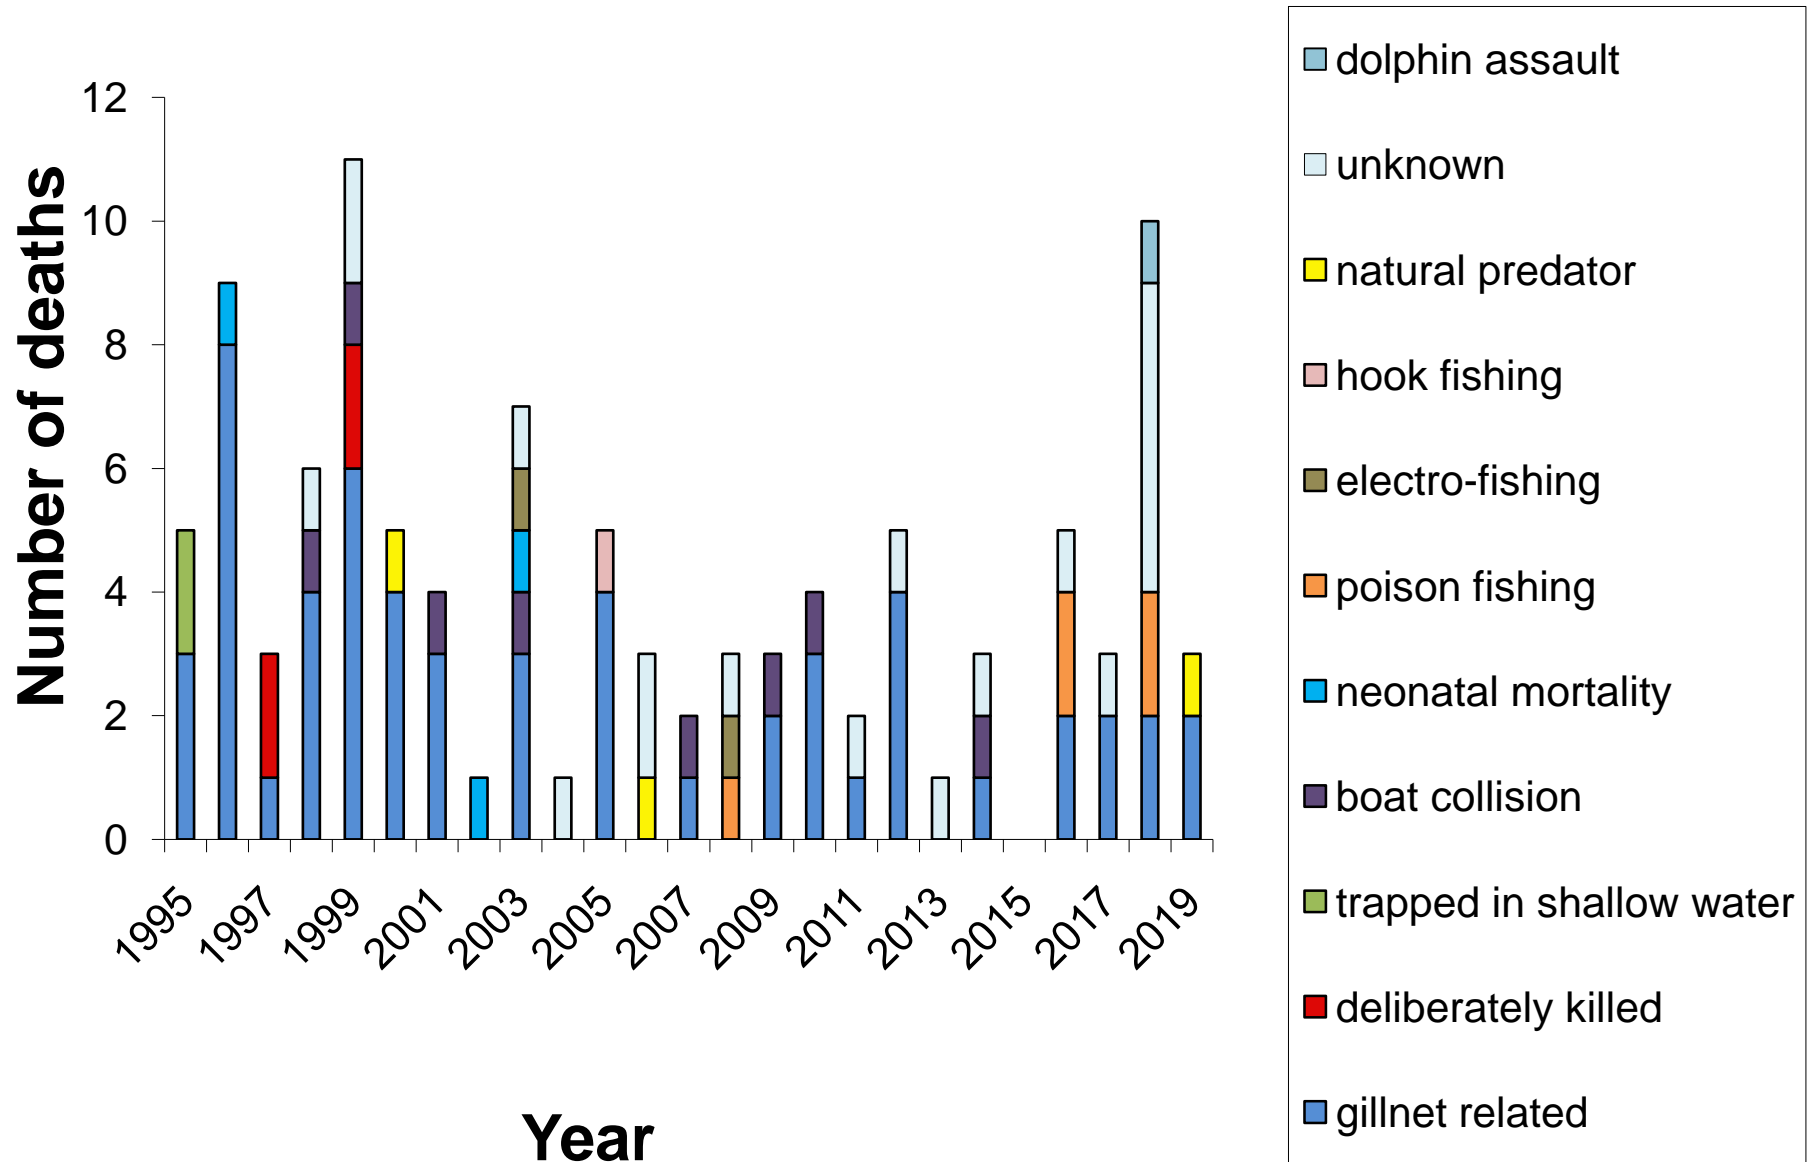 Number of deaths
12
10
8
6
4
2
0
1995
1997
1999
2001
2003
2005
2007
2009
2011
2013
2015
2017
2019
Year
dolphin assault
unknown
natural predator
hook fishing
electro-fishing
poison fishing
neonatal mortality
boat collision
trapped in shallow water
deliberately killed
gillnet related